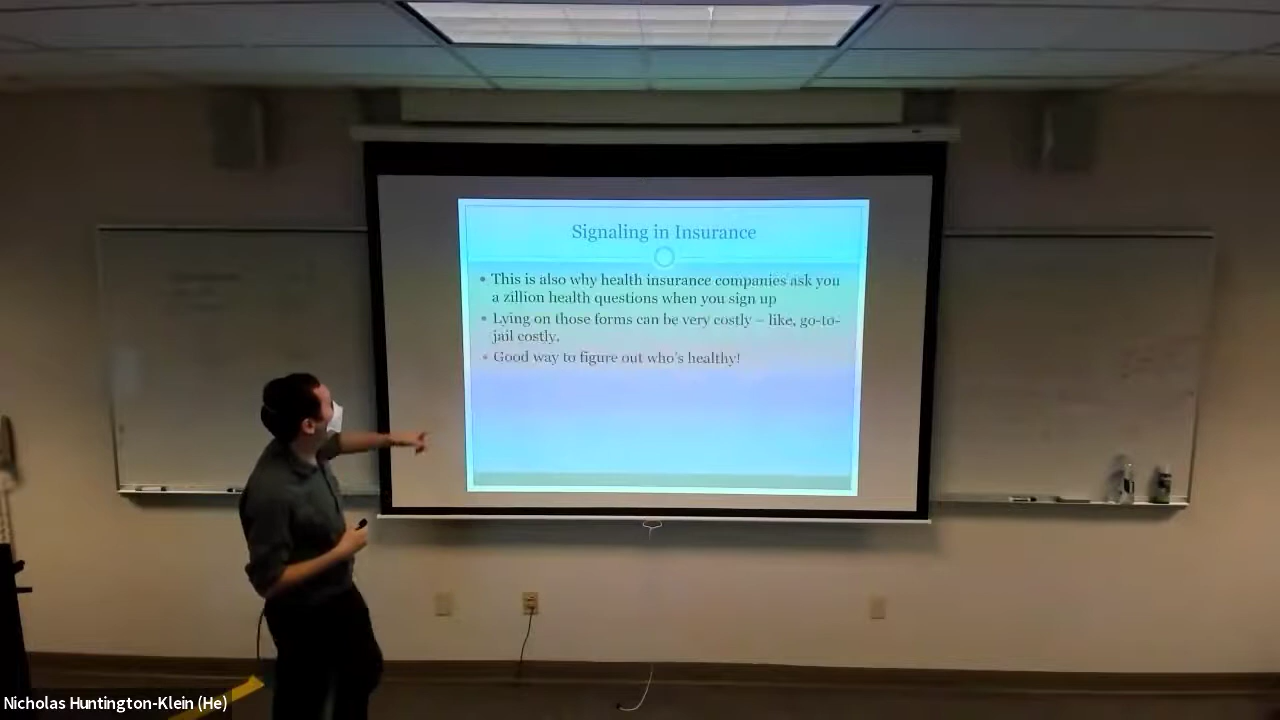 Signaling in Insurance
• This is also why health insurance companies ask you
a zillion health questions when you sign up
• Lying on those forms can be very costly – like, go-to-
jail costly.
• Good way to figure out who's healthy!
Nicholas Huntington-Klein (He)